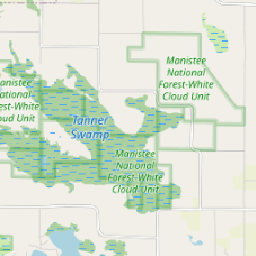 Manistee
National
Forest-White
Cloud Unit
Manistee
National
Forest-White
Cloud Unit
Tanner
Swamp
Manistee
National
Forest-White
Cloud Unit